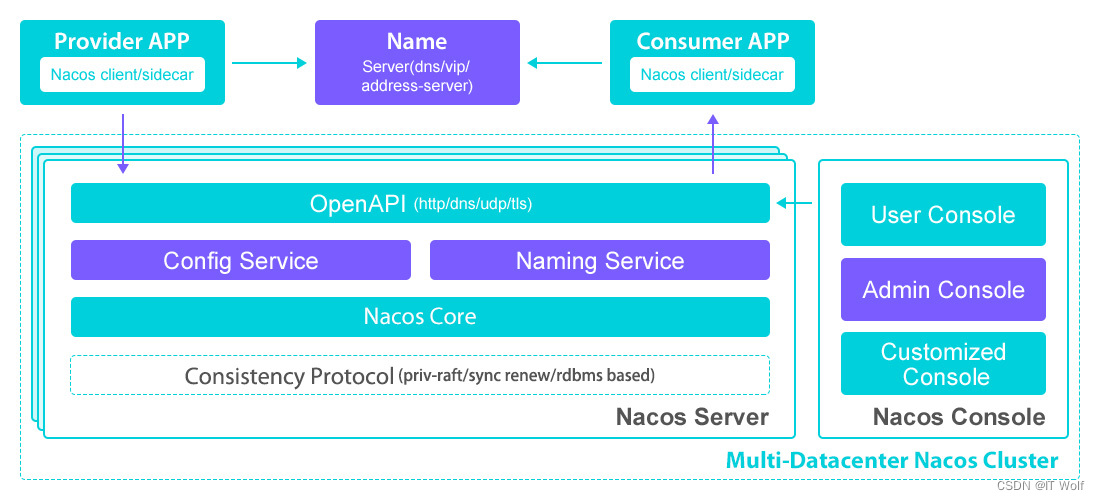 Provider APP
Nacos client/sidecar
Name
Server(dns/vip/
address-server)
Consumer APP
Nacos client/sidecar
OpenAPI (http/dns/udp/tls)
Config Service
Naming Service
Nacos Core
Consistency Protocol (priv-raft/sync renew/rdbms based)
Nacos Server
User Console
Admin Console
Customized
Console
Nacos Console
Multi-Datacenter Nacos Cluster
CSDN @IT Wolf